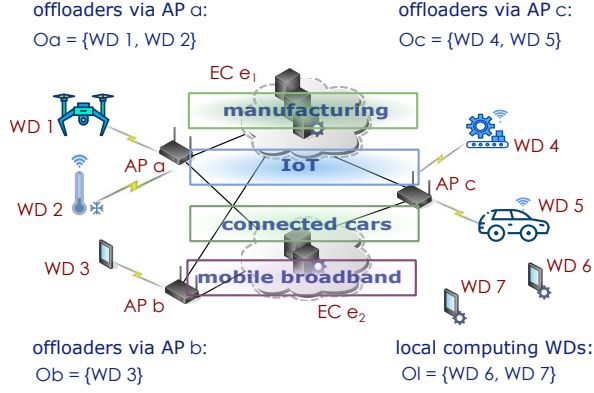 offloaders via AP a:
Oa = {WD 1, WD 2}
offloaders via AP c:
Oc = {WD 4, WD 5}
EC e1
manufacturing
WD 1
WD 4
AP a
IoT
AP c
WD 2
WD 5
connected cars
WD 3
WD 6
mobile broadband
WD 7
AP b
EC e2
offloaders via AP b:
Ob = {WD 3}
local computing WDs:
Ol = {WD 6, WD 7}